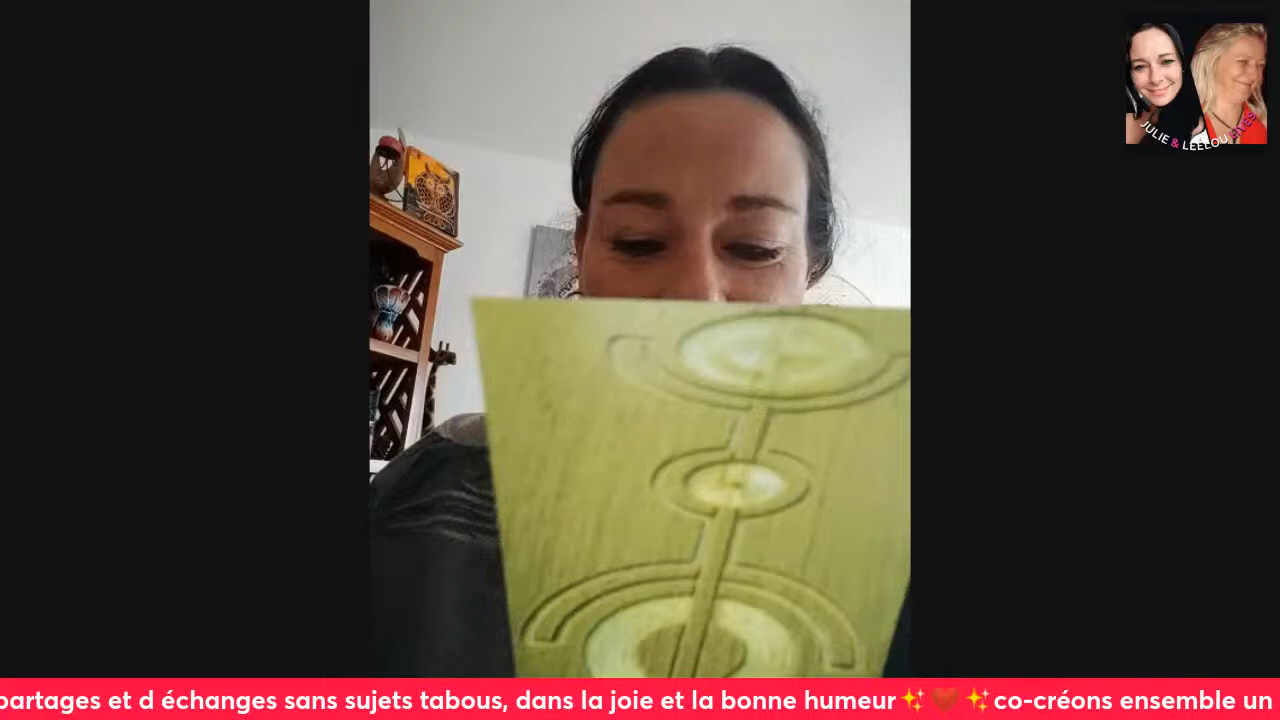 JULIE & LEELOU LIVES
partages et d échanges sans sujets tabous, dans la joie et la bonne humeur✨❤️✨co-créons ensemble un